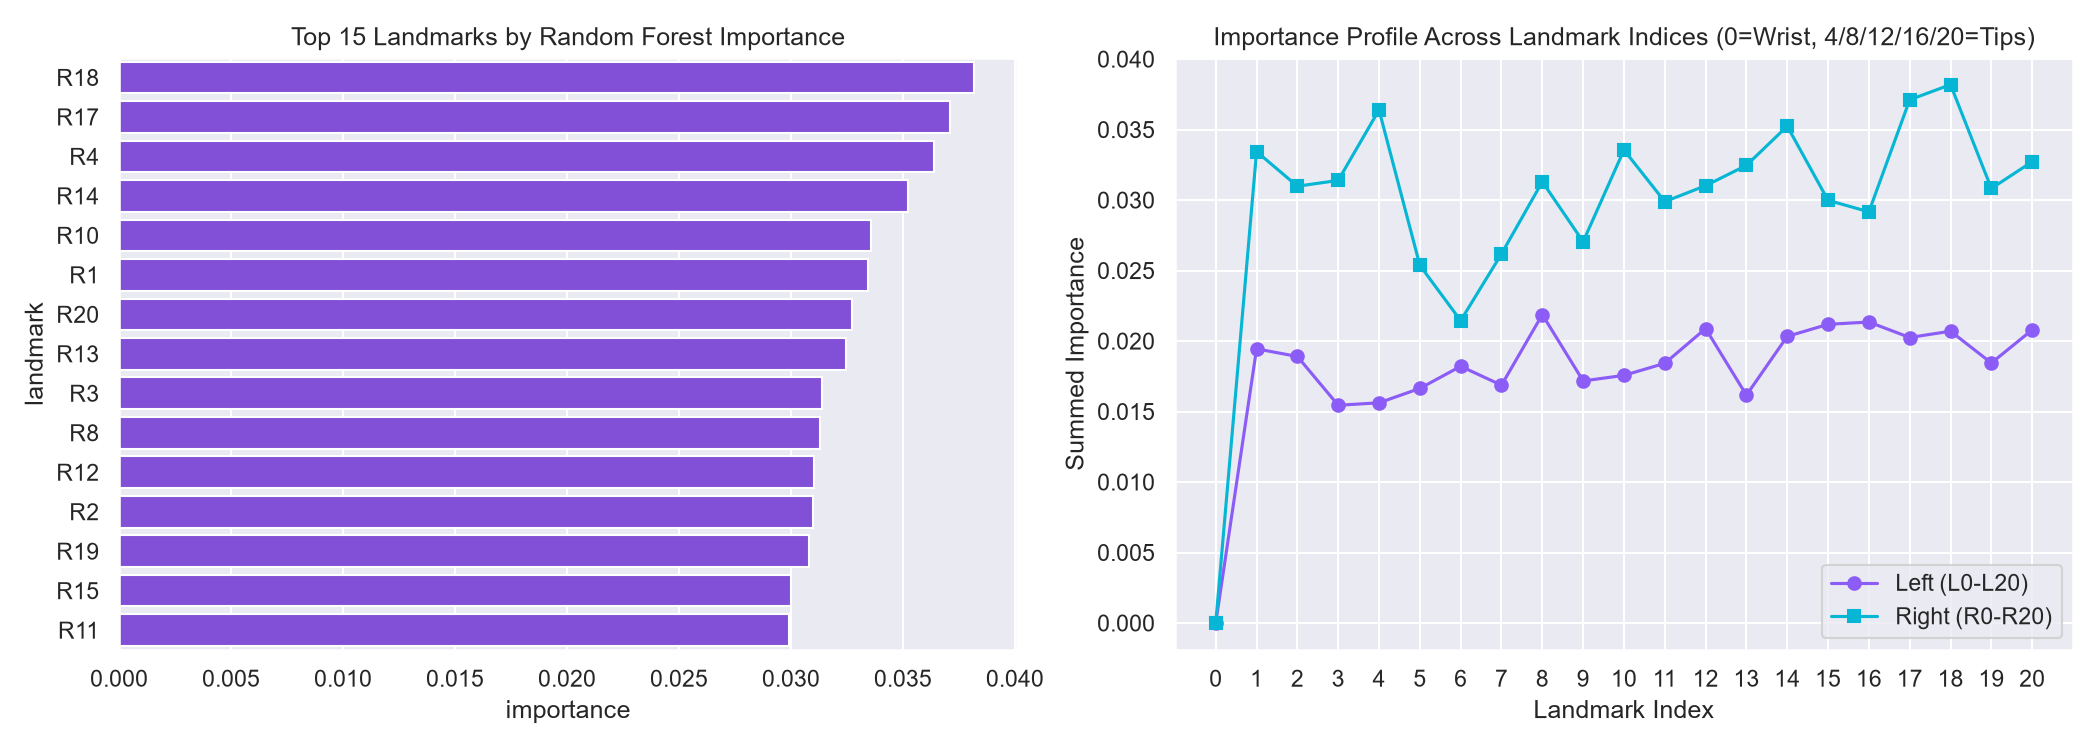 Top 15 Landmarks by Random Forest Importance
landmark
R18
R17
R4
R14
R10
R1
R20
R13
R3
R8
R12
R2
R19
R15
R11
0.000 0.005 0.010 0.015 0.020 0.025 0.030 0.035 0.040
importance
Importance Profile Across Landmark Indices (0=Wrist, 4/8/12/16/20=Tips)
Summed Importance
0.040
0.035
0.030
0.025
0.020
0.015
0.010
0.005
0.000
Left (L0-L20)
Right (R0-R20)
0 1 2 3 4 5 6 7 8 9 10 11 12 13 14 15 16 17 18 19 20
Landmark Index